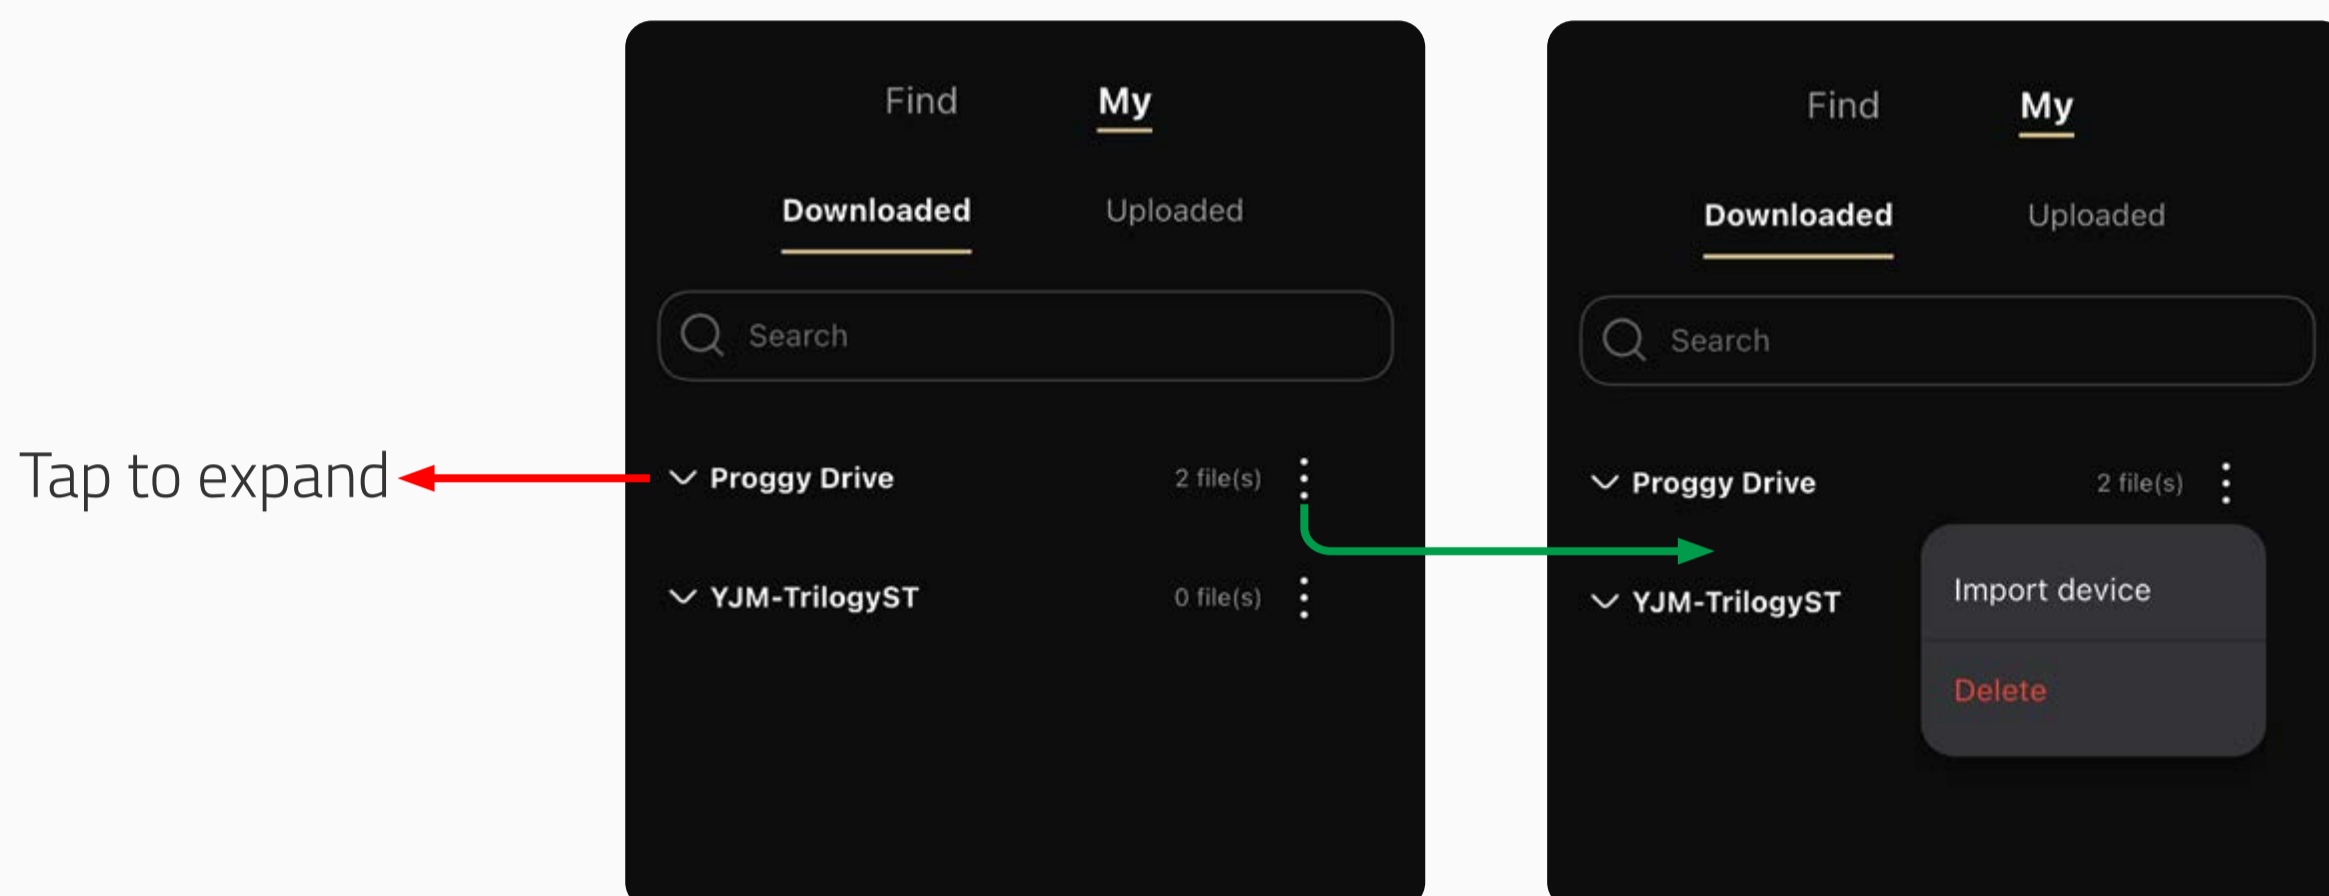 Tap to expand
Find My
Downloaded Uploaded
Search
Proggy Drive 2 file(s)
YJM-TrilogyST 0 file(s)
Find My
Downloaded Uploaded
Search
Proggy Drive 2 file(s)
YJM-TrilogyST
Import device
Delete